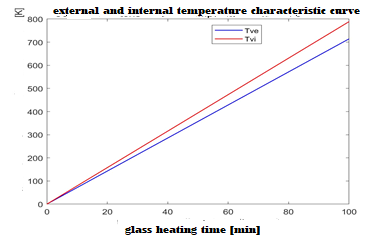 external and internal temperature characteristic curve
800
700
600
500
400
300
200
100
0
Tve
Tvi
0 20 40 60 80 100
glass heating time [min]